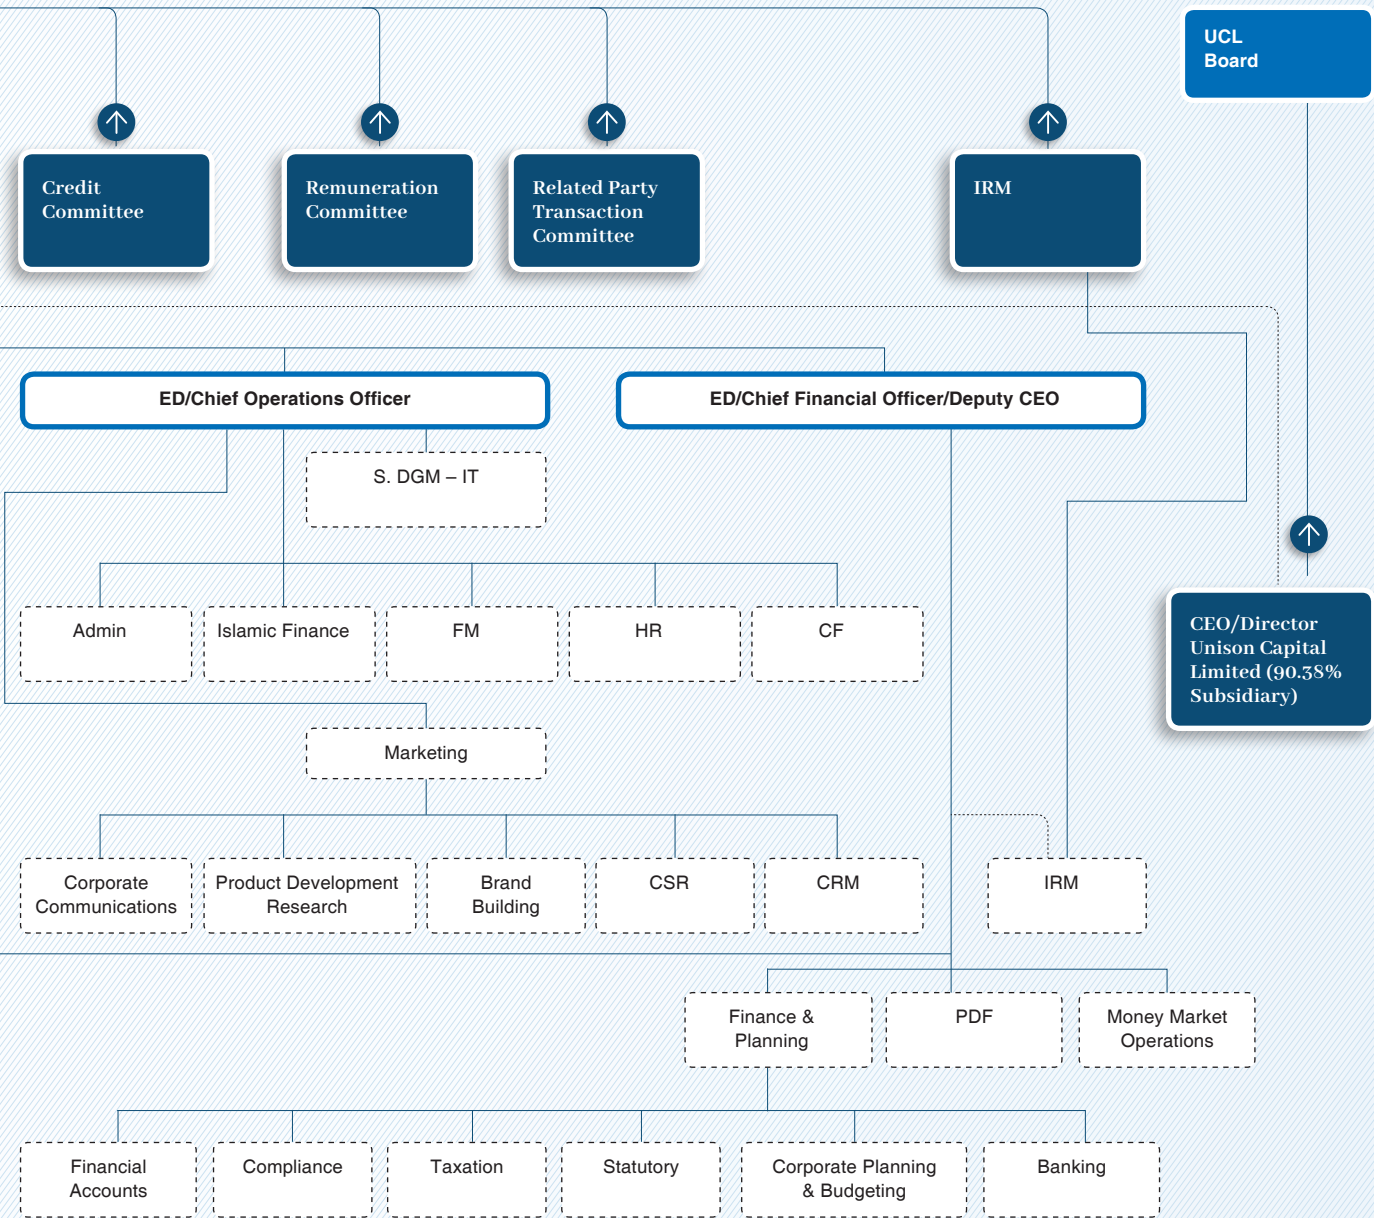 UCL
Board
Credit
Committee
Remuneration
Committee
Related Party
Transaction
Committee
IRM
ED/Chief Operations Officer
ED/Chief Financial Officer/Deputy CEO
S. DGM – IT
Admin
Islamic Finance
FM
HR
CF
CEO/Director
Unison Capital
Limited (90.38%
Subsidiary)
Marketing
Corporate
Communications
Product Development
Research
Brand
Building
CSR
CRM
IRM
Finance &
Planning
PDF
Money Market
Operations
Financial
Accounts
Compliance
Taxation
Statutory
Corporate Planning
& Budgeting
Banking